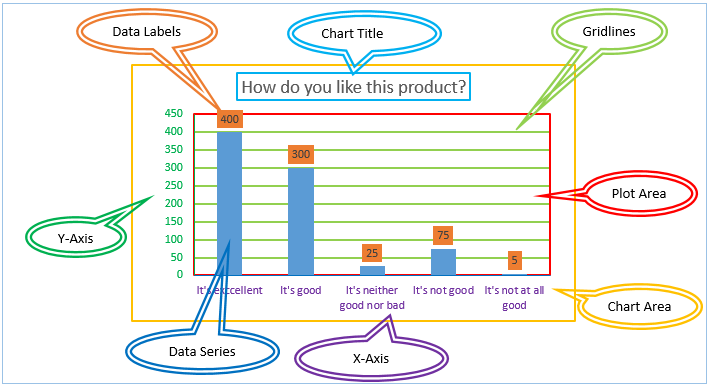 Data Labels
Chart Title
Gridlines
How do you like this product?
450
400
350
300
250
200
150
100
50
0
400
300
25
75
5
Plot Area
Y-Axis
It's exccellent
It's good
It's neither
good nor bad
It's not good
It's not at all
good
Chart Area
Data Series
X-Axis